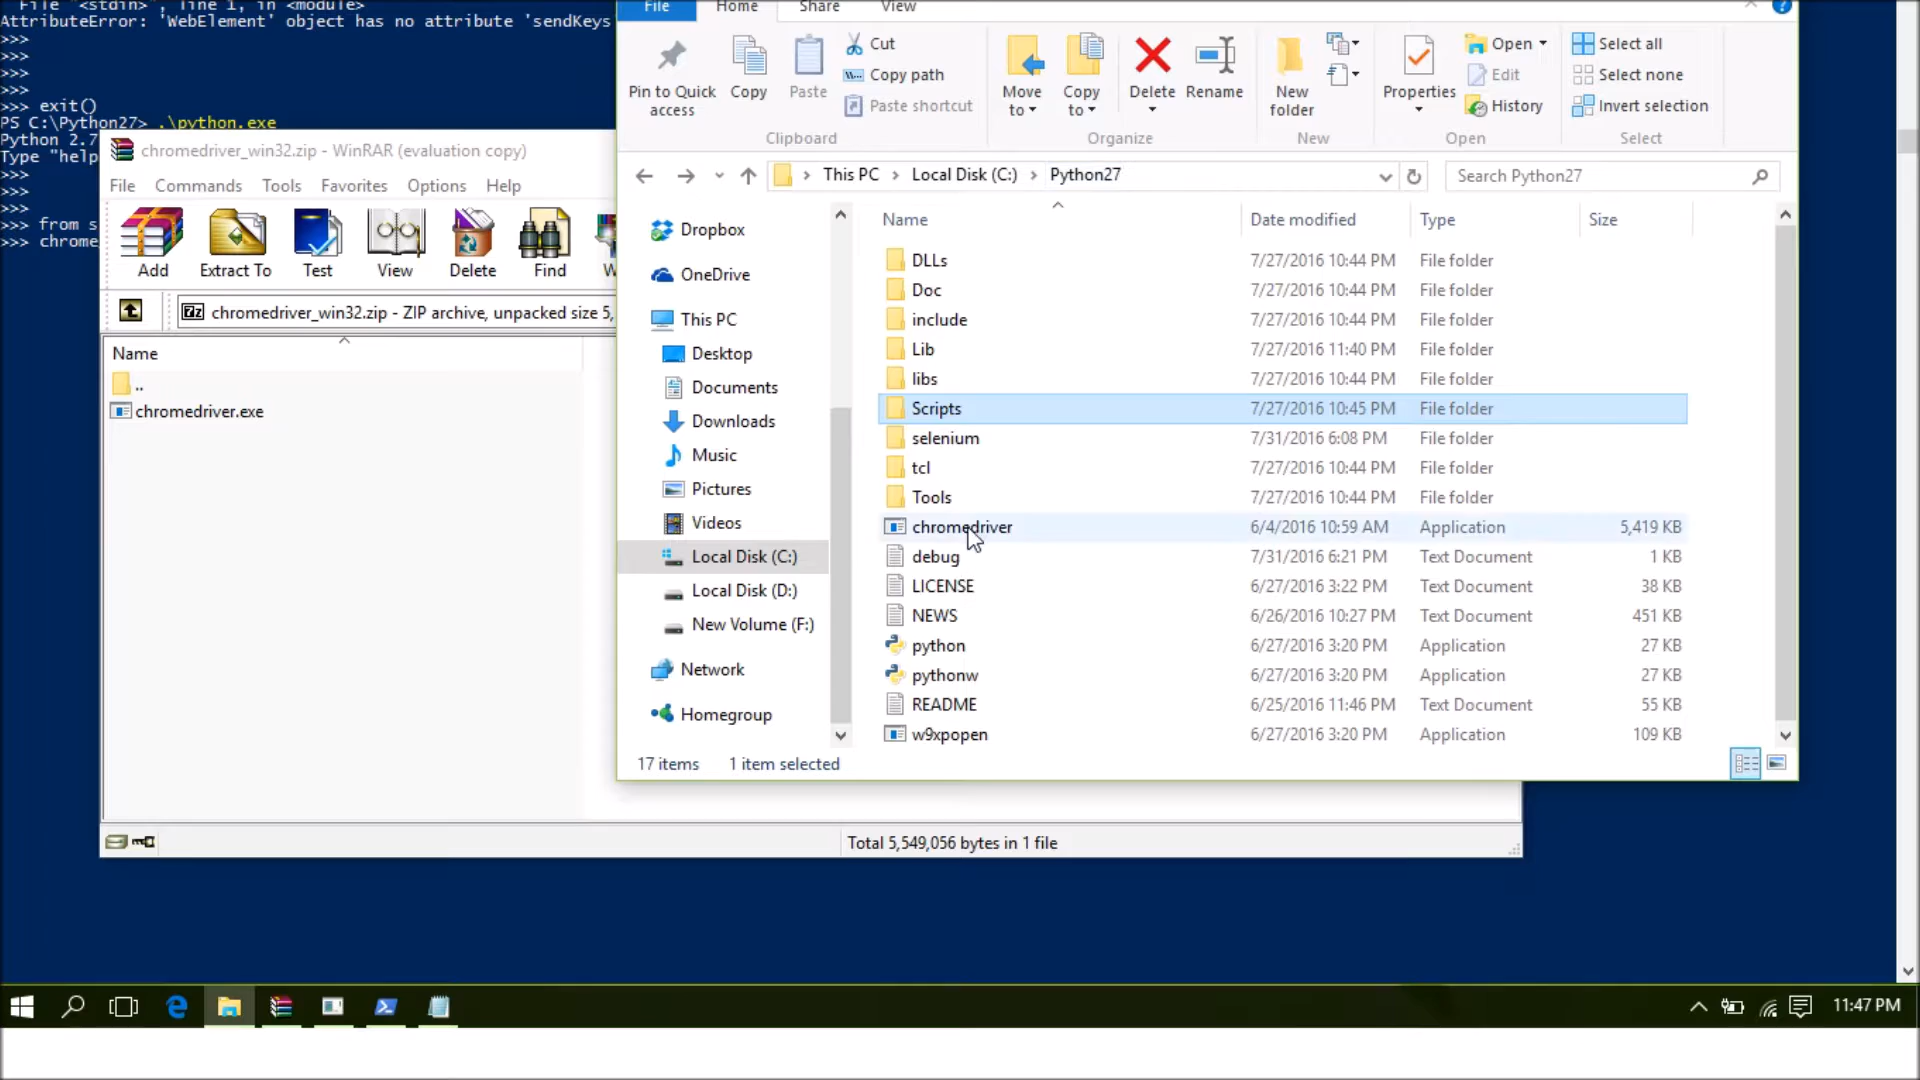 File "<stdin>", line 1, in <module>
AttributeError: 'WebElement' object has no attribute 'sendKeys
>>>
>>>
>>>
>>>
>>> exit()
PS C:\Python27> .\python.exe
Python 2.7
Type "help
>>>
>>>
>>>
>>> from s
>>> chrome
chromedriver_win32.zip - WinRAR (evaluation copy)
File Commands Tools Favorites Options Help
Add Extract To Test View Delete Find
chromedriver_win32.zip - ZIP archive, unpacked size 5,
Name
..
chromedriver.exe
Total 5,549,056 bytes in 1 file
File Home Share View
Pin to Quick access
Copy
Paste
Cut
Copy path
Paste shortcut
Clipboard
Move to
Copy to
Delete
Rename
Organize
New folder
New
Properties
Open
Edit
History
Open
Select all
Select none
Invert selection
Select
This PC Local Disk (C:) Python27
Search Python27
Dropbox
OneDrive
This PC
Desktop
Documents
Downloads
Music
Pictures
Videos
Local Disk (C:)
Local Disk (D:)
New Volume (F:)
Network
Homegroup
Name Date modified Type Size
DLLs 7/27/2016 10:44 PM File folder
Doc 7/27/2016 10:44 PM File folder
include 7/27/2016 10:44 PM File folder
Lib 7/27/2016 11:40 PM File folder
libs 7/27/2016 10:44 PM File folder
Scripts 7/27/2016 10:45 PM File folder
selenium 7/31/2016 6:08 PM File folder
tcl 7/27/2016 10:44 PM File folder
Tools 7/27/2016 10:44 PM File folder
chromedriver 6/4/2016 10:59 AM Application 5,419 KB
debug 7/31/2016 6:21 PM Text Document 1 KB
LICENSE 6/27/2016 3:22 PM Text Document 38 KB
NEWS 6/26/2016 10:27 PM Text Document 451 KB
python 6/27/2016 3:20 PM Application 27 KB
pythonw 6/27/2016 3:20 PM Application 27 KB
README 6/25/2016 11:46 PM Text Document 55 KB
w9xpopen 6/27/2016 3:20 PM Application 109 KB
17 items 1 item selected
11:47 PM